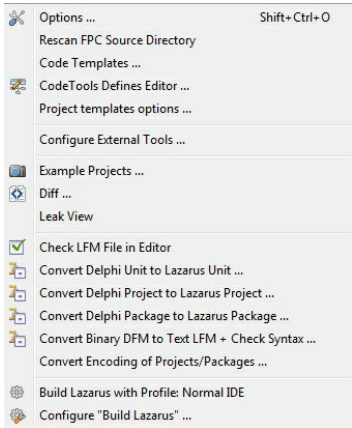 Options ... Shift+Ctrl+O
Rescan FPC Source Directory
Code Templates ...
CodeTools Defines Editor ...
Project templates options ...
Configure External Tools ...
Example Projects ...
Diff ...
Leak View
Check LFM File in Editor
Convert Delphi Unit to Lazarus Unit ...
Convert Delphi Project to Lazarus Project ...
Convert Delphi Package to Lazarus Package ...
Convert Binary DFM to Text LFM + Check Syntax ...
Convert Encoding of Projects/Packages ...
Build Lazarus with Profile: Normal IDE
Configure "Build Lazarus" ...